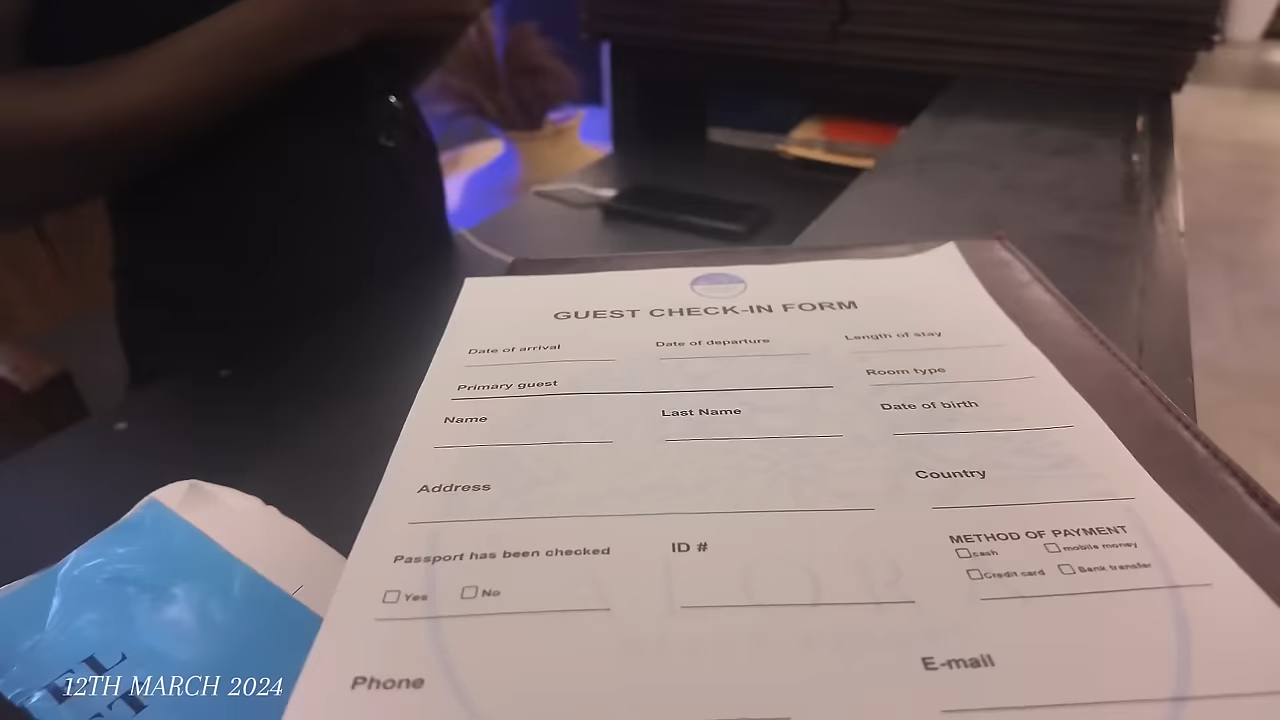 GUEST CHECK-IN FORM
Date of arrival Date of departure Length of stay
Primary guest Room type
Name Last Name Date of birth
Address Country
Passport has been checked ID # METHOD OF PAYMENT
cash mobile money
Yes No Credit card Bank transfer
Phone E-mail
12TH MARCH 2024